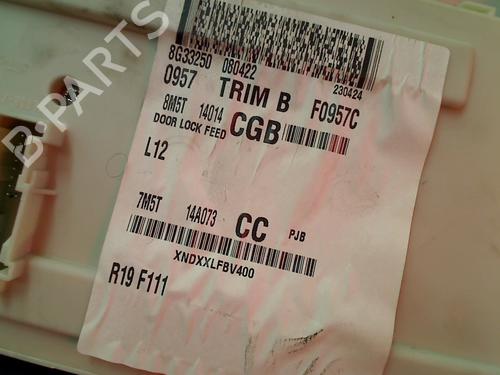 8G33250 080422
230424
0957 TRIM B F0957C
8M5T 14014 CGB
DOOR LOCK FEED
L12
7M5T 14A073 CC PJB
XNDXXLFBV400
R19 F111
B-PARTS